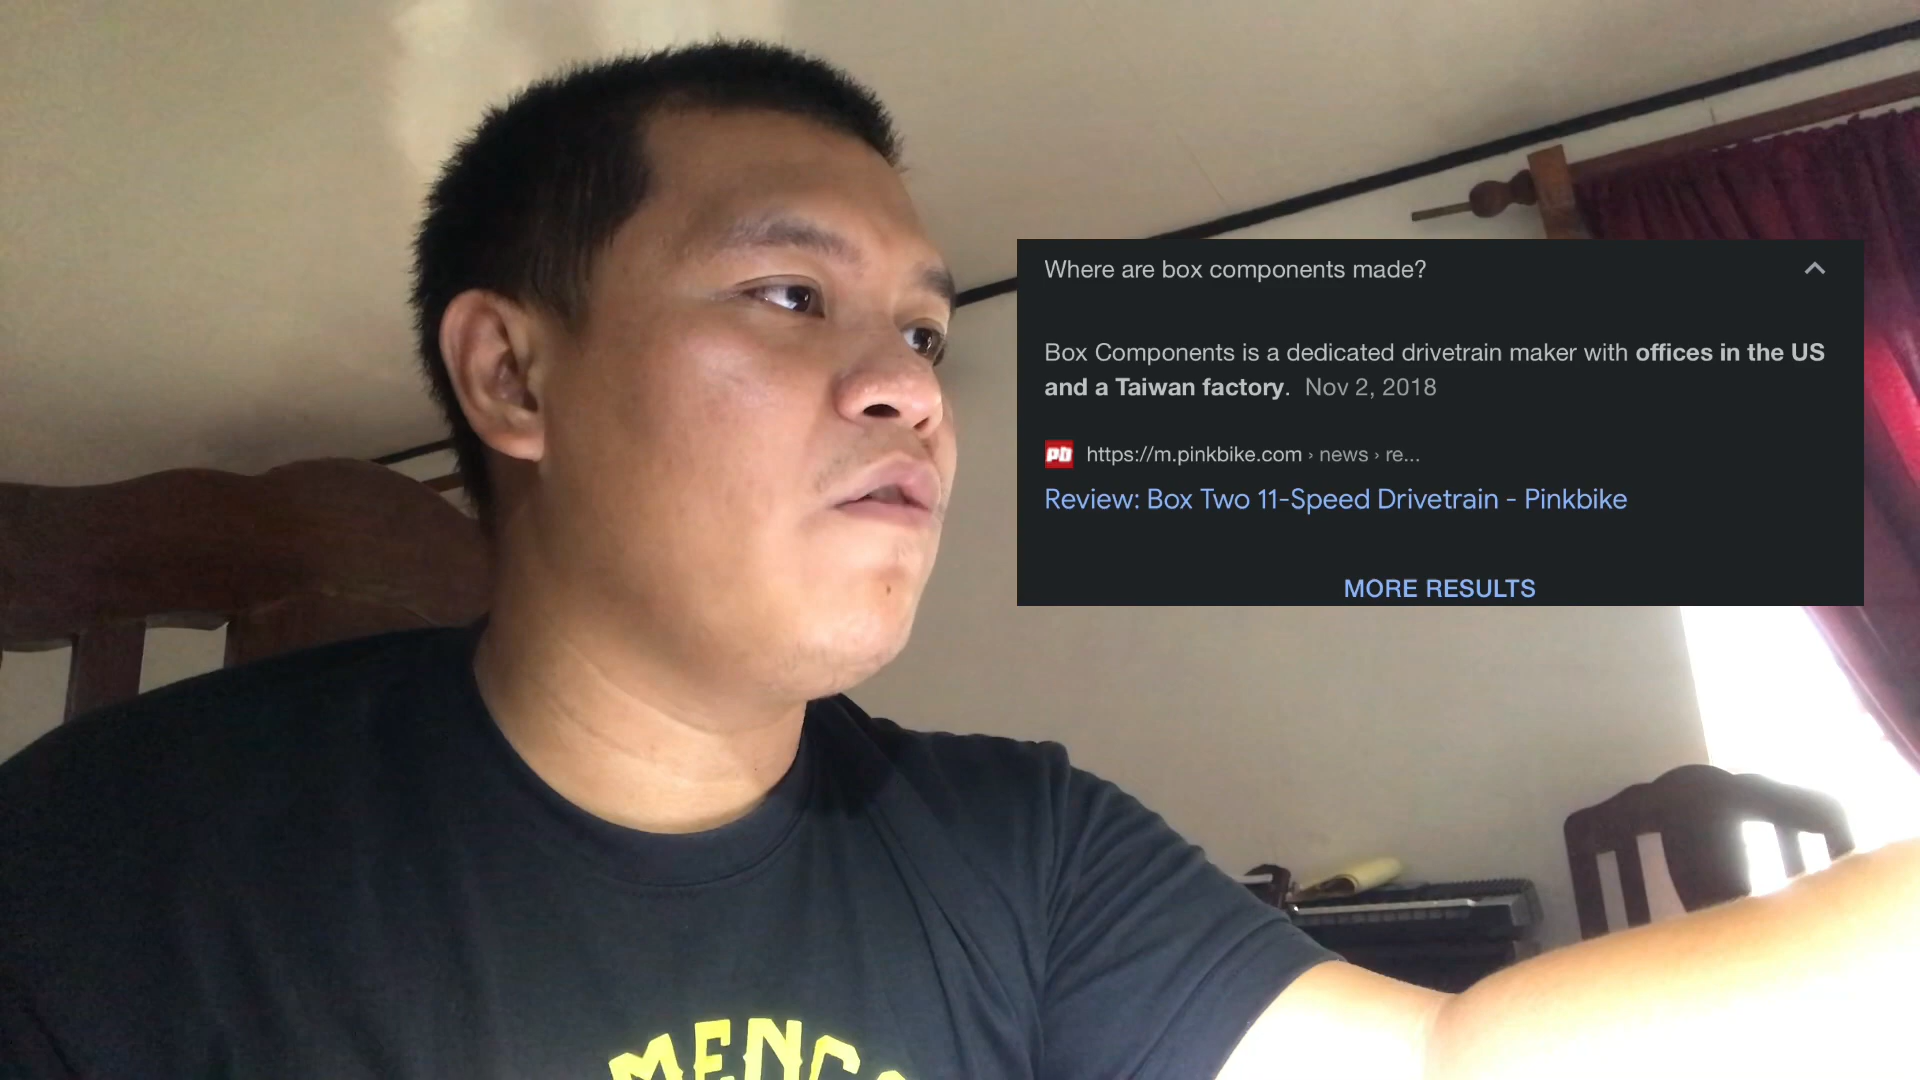 Where are box components made?
Box Components is a dedicated drivetrain maker with offices in the US
and a Taiwan factory. Nov 2, 2018
pb https://m.pinkbike.com › news › re...
Review: Box Two 11-Speed Drivetrain - Pinkbike
MORE RESULTS